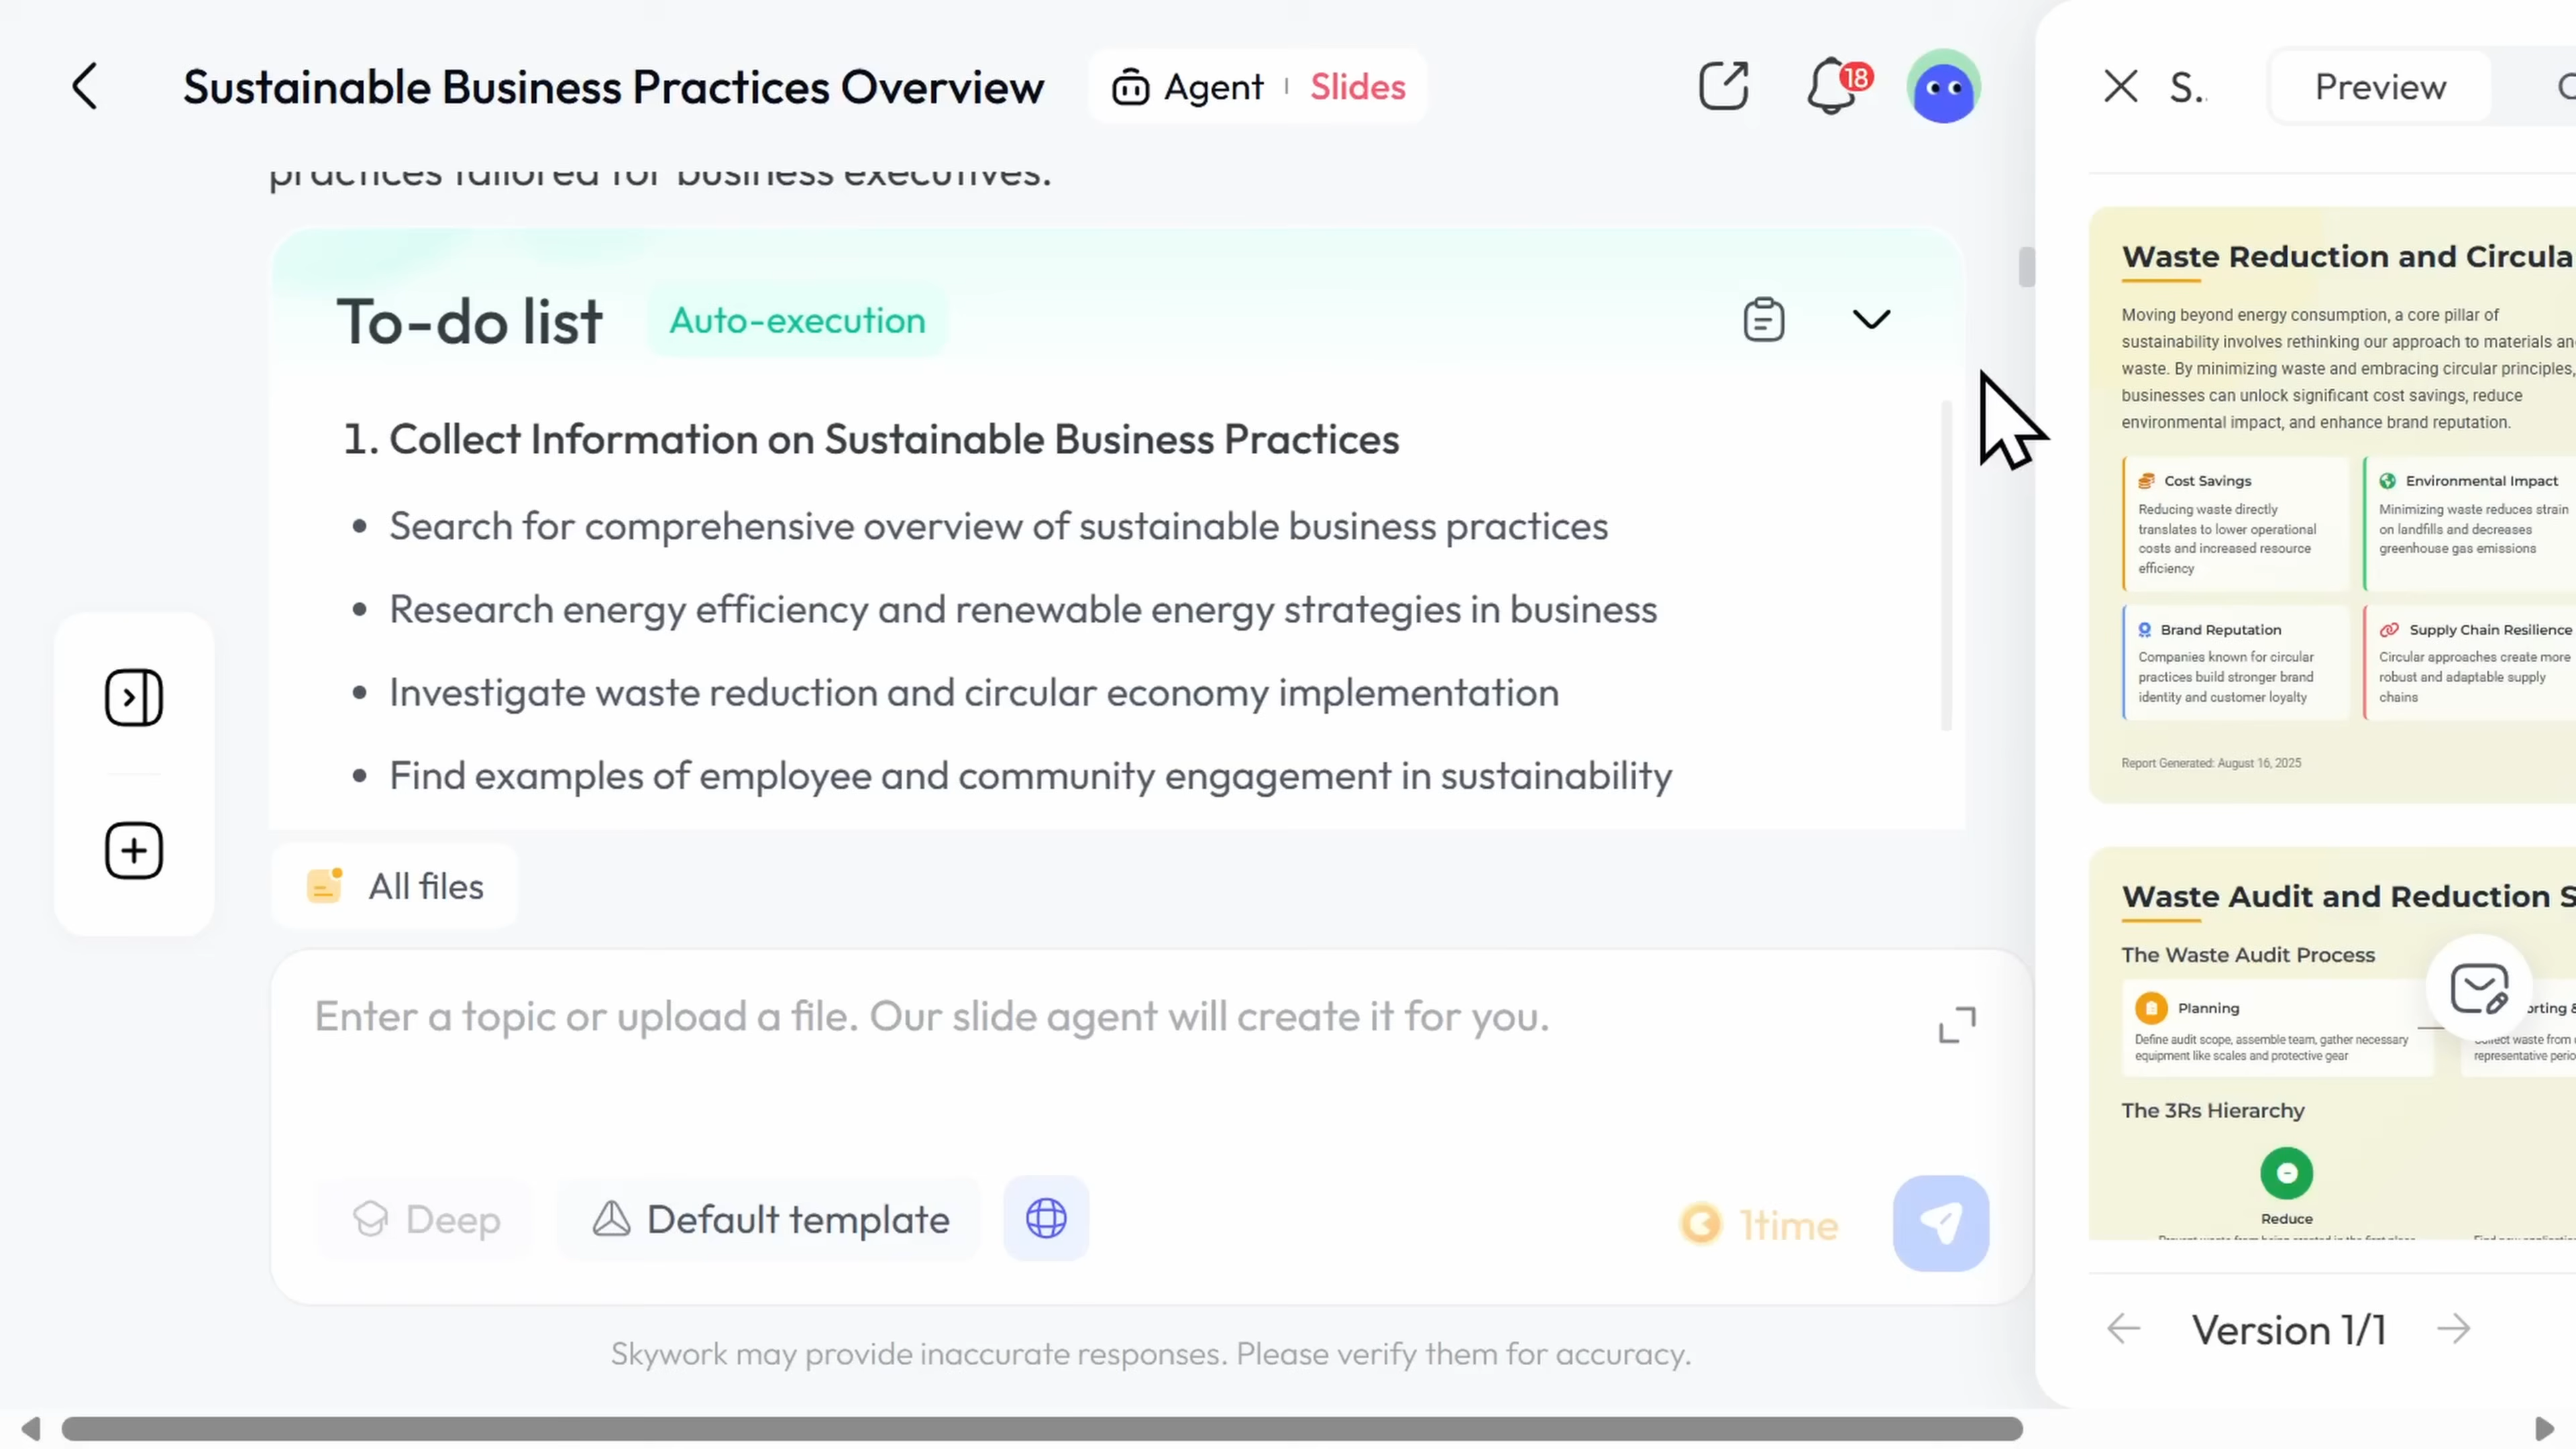 Sustainable Business Practices Overview
Agent
Slides
18
S..
Preview
practices tailored for business executives.
To-do list
Auto-execution
1. Collect Information on Sustainable Business Practices
• Search for comprehensive overview of sustainable business practices
• Research energy efficiency and renewable energy strategies in business
• Investigate waste reduction and circular economy implementation
• Find examples of employee and community engagement in sustainability
All files
Enter a topic or upload a file. Our slide agent will create it for you.
Deep
Default template
1time
Skywork may provide inaccurate responses. Please verify them for accuracy.
Waste Reduction and Circula
Moving beyond energy consumption, a core pillar of
sustainability involves rethinking our approach to materials an
waste. By minimizing waste and embracing circular principles,
businesses can unlock significant cost savings, reduce
environmental impact, and enhance brand reputation.
Cost Savings
Reducing waste directly
translates to lower operational
costs and increased resource
efficiency
Environmental Impact
Minimizing waste reduces strain
on landfills and decreases
greenhouse gas emissions
Brand Reputation
Companies known for circular
practices build stronger brand
identity and customer loyalty
Supply Chain Resilience
Circular approaches create more
robust and adaptable supply
chains
Report Generated: August 16, 2025
Waste Audit and Reduction S
The Waste Audit Process
Planning
Define audit scope, assemble team, gather necessary
equipment like scales and protective gear
orting &
Collect waste from
representative perio
The 3Rs Hierarchy
Reduce
Version 1/1